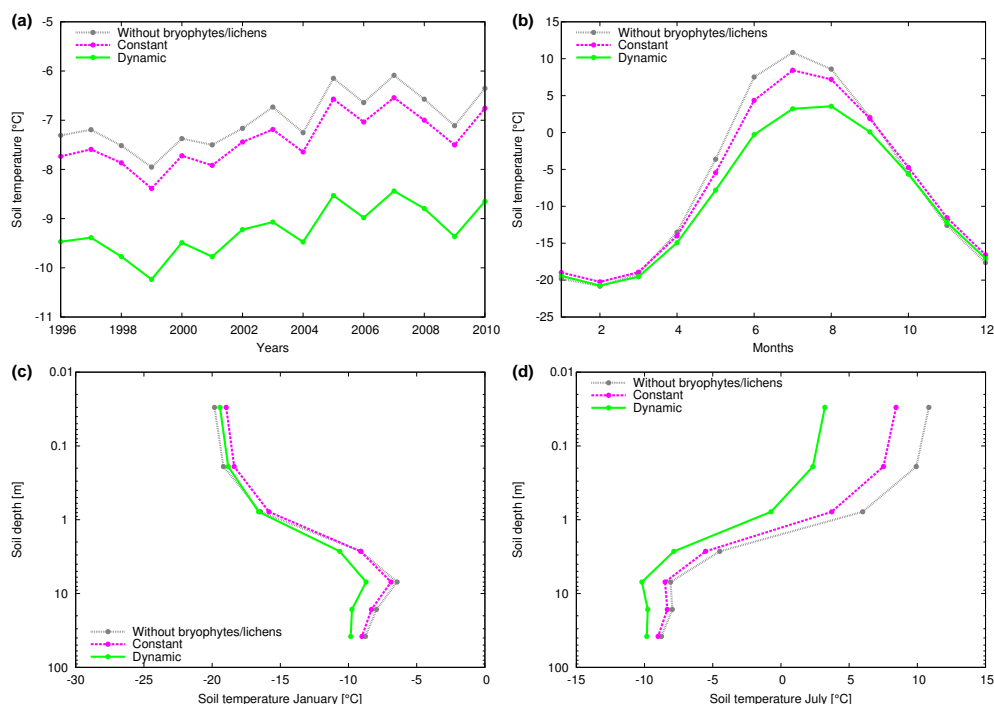 (a)
Without bryophytes/lichens
Constant
Dynamic
-5
-6
-7
-8
-9
-10
-11
Soil temperature [°C]
1996 1998 2000 2002 2004 2006 2008 2010
Years
(b)
Without bryophytes/lichens
Constant
Dynamic
15
10
5
0
-5
-10
-15
-20
-25
Soil temperature [°C]
2 4 6 8 10 12
Months
(c)
0.01
0.1
1
10
100
Soil depth [m]
Without bryophytes/lichens
Constant
Dynamic
-30 -25 -20 -15 -10 -5 0
Soil temperature January [°C]
(d)
Without bryophytes/lichens
Constant
Dynamic
0.01
0.1
1
10
100
Soil depth [m]
-15 -10 -5 0 5 10 15
Soil temperature July [°C]